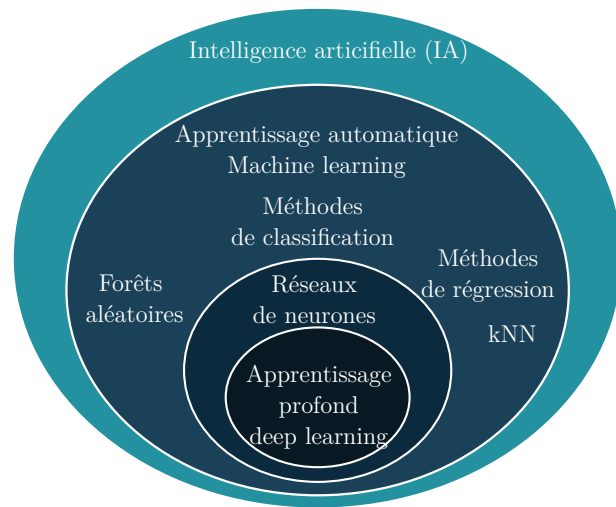 Intelligence articifielle (IA)
Apprentissage automatique
Machine learning
Méthodes
de classification
Forêts
aléatoires
Réseaux
de neurones
Méthodes
de régression
kNN
Apprentissage
profond
deep learning